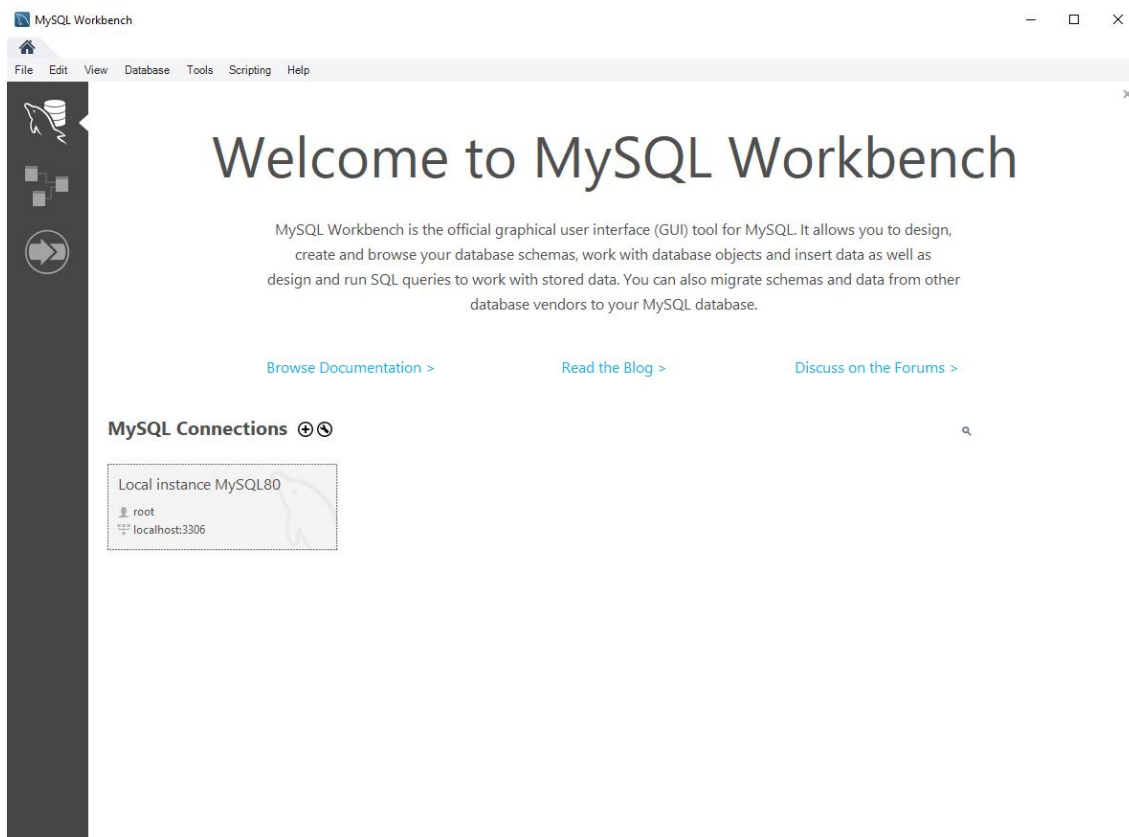 MySQL Workbench
File Edit View Database Tools Scripting Help
Welcome to MySQL Workbench
MySQL Workbench is the official graphical user interface (GUI) tool for MySQL. It allows you to design,
create and browse your database schemas, work with database objects and insert data as well as
design and run SQL queries to work with stored data. You can also migrate schemas and data from other
database vendors to your MySQL database.
Browse Documentation > Read the Blog > Discuss on the Forums >
MySQL Connections
Local instance MySQL80
root
localhost:3306